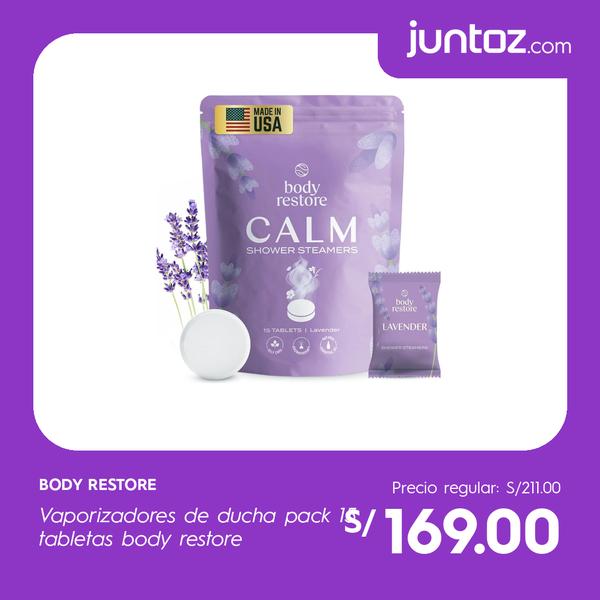 juntoz.com
MADE IN
USA
body
restore
CALM
SHOWER STEAMERS
15 TABLETS | Lavender
body
restore
LAVENDER
SHOWER STEAMERS
BODY RESTORE
Vaporizadores de ducha pack 15
tabletas body restore
Precio regular: S/211.00
S/ 169.00